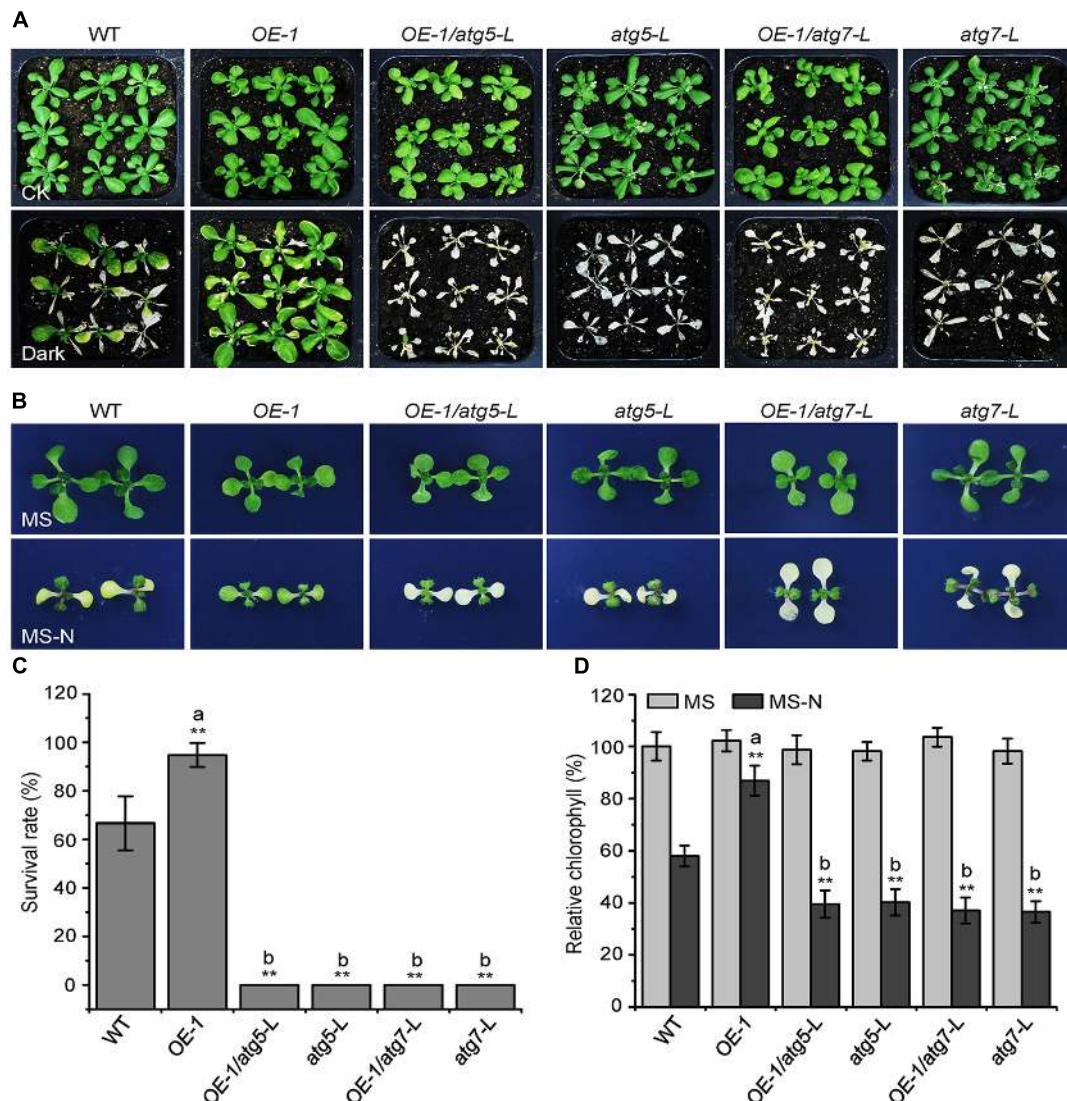 A
WT OE-1 OE-1/atg5-L atg5-L OE-1/atg7-L atg7-L
CK
Dark
B
WT OE-1 OE-1/atg5-L atg5-L OE-1/atg7-L atg7-L
MS
MS-N
C
Survival rate (%)
120
100
80
60
40
20
0
a
**
b b b b
** ** ** **
WT OE-1 OE-1/atg5-L atg5-L OE-1/atg7-L atg7-L
D
Relative chlorophyll (%)
120
100
80
60
40
20
0
MS MS-N
a
**
b b b b
** ** ** **
WT OE-1 OE-1/atg5-L atg5-L OE-1/atg7-L atg7-L